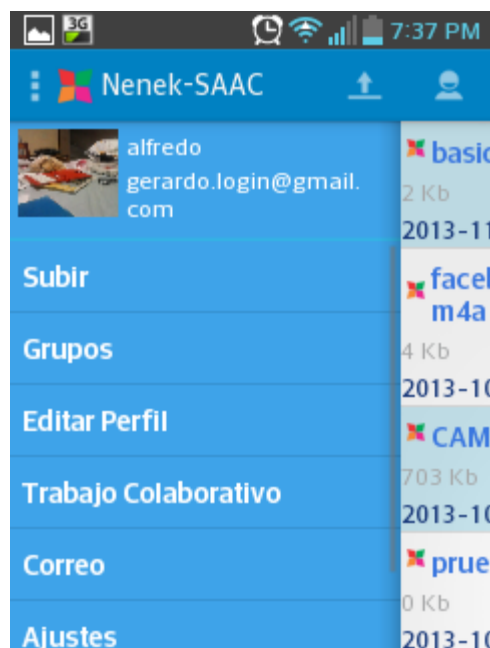 3G
7:37 PM
Nenek-SAAC
alfredo
gerardo.login@gmail.
com
Subir
Grupos
Editar Perfil
Trabajo Colaborativo
Correo
Ajustes
basic
2 Kb
2013-11
m4a
4 Kb
2013-10
CAM
703 Kb
2013-10
prue
0 Kb
2013-10